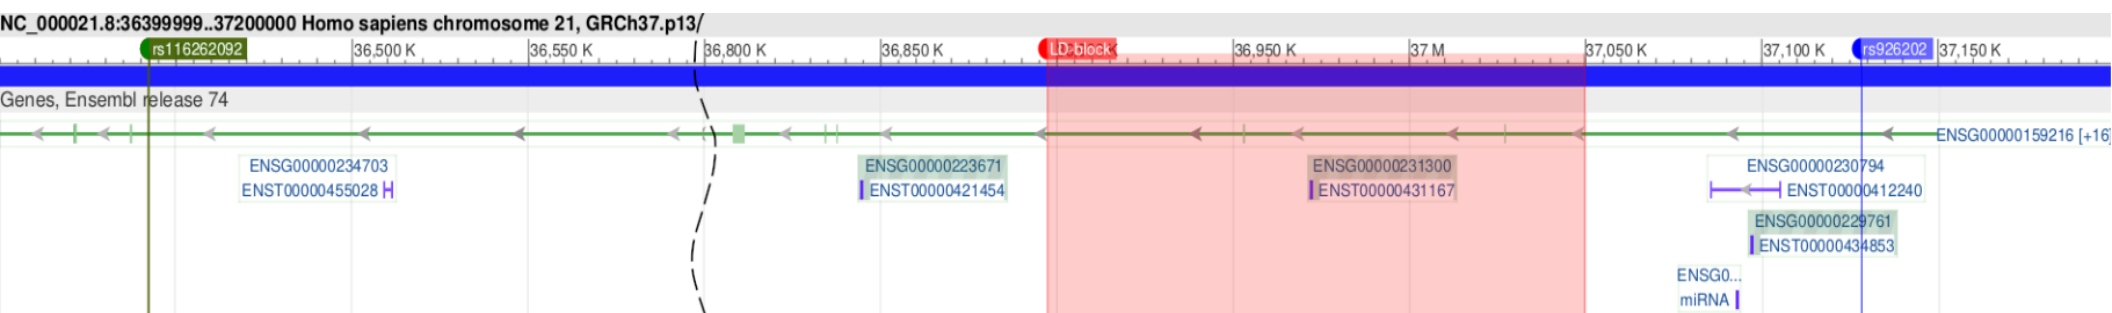 NC_000021.8:36399999..37200000 Homo sapiens chromosome 21, GRCh37.p13
rs116262092 36,500 K 36,550 K 36,800 K 36,850 K LD-block 36,950 K 37 M 37,050 K 37,100 K rs926202 37,150 K
Genes, Ensembl release 74
ENSG00000159216 [+16]
ENSG00000234703 ENSG00000223671 ENSG00000231300 ENSG00000230794
ENST00000455028 ENST00000421454 ENST00000431167 ENST00000412240
ENSG00000229761
ENST00000434853
ENSG0...
miRNA